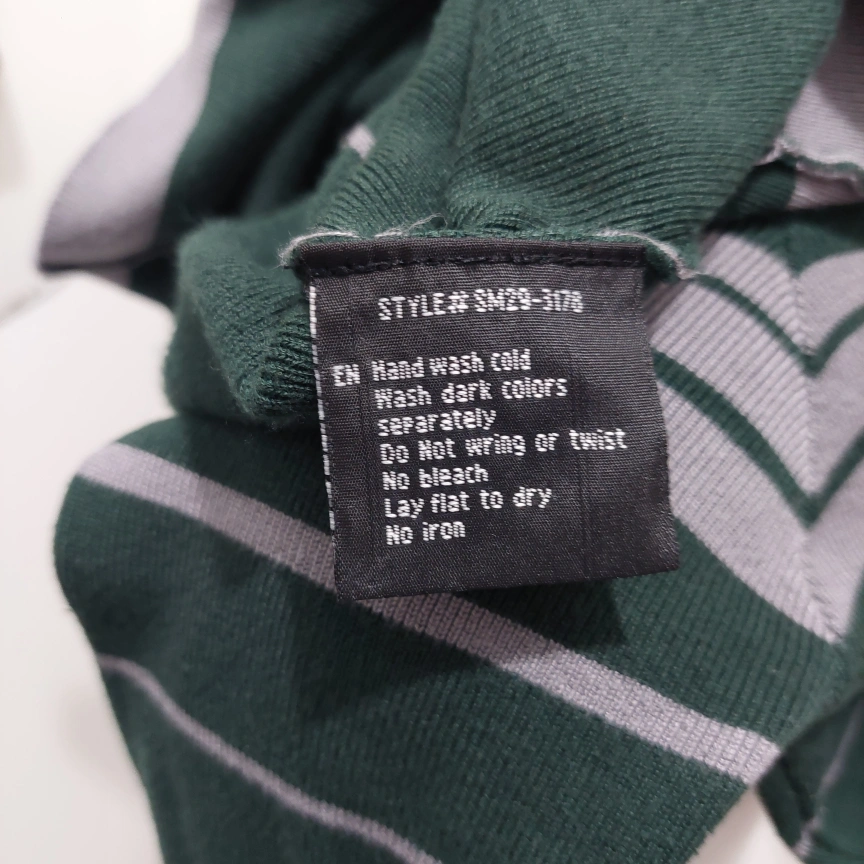 STYLE# SM29-3178
EN Hand wash cold
Wash dark colors
separately
Do Not wring or twist
No bleach
Lay flat to dry
No iron